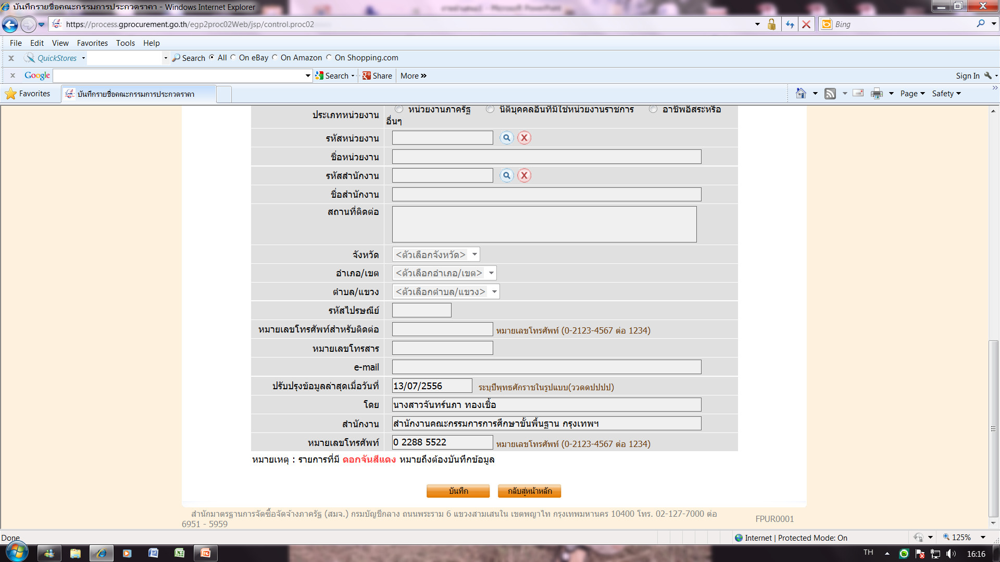 บันทึกรายชื่อคณะกรรมการประกวดราคา - Windows Internet Explorer
https://process.gprocurement.go.th/egp2proc02Web/jsp/control.proc02
Bing
File Edit View Favorites Tools Help
x QuickStores Search All On eBay On Amazon On Shopping.com
x Google Search Share More »
Sign In
Favorites บันทึกรายชื่อคณะกรรมการประกวดราคา
Page Safety »
ประเภทหน่วยงาน หน่วยงานภาครัฐ นิติบุคคลอื่นที่มิใช่หน่วยงานราชการ อาชีพอิสระหรือ
อื่นๆ
รหัสหน่วยงาน
ชื่อหน่วยงาน
รหัสสำนักงาน
ชื่อสำนักงาน
สถานที่ติดต่อ
จังหวัด <ตัวเลือกจังหวัด>
อำเภอ/เขต <ตัวเลือกอำเภอ/เขต>
ตำบล/แขวง <ตัวเลือกตำบล/แขวง>
รหัสไปรษณีย์
หมายเลขโทรศัพท์สำหรับติดต่อ หมายเลขโทรศัพท์ (0-2123-4567 ต่อ 1234)
หมายเลขโทรสาร
e-mail
ปรับปรุงข้อมูลล่าสุดเมื่อวันที่ 13/07/2556 ระบุปีพุทธศักราชในรูปแบบ(ววดดปปปป)
โดย นางสาวจันทร์นภา ทองเชื้อ
สำนักงาน สำนักงานคณะกรรมการการศึกษาขั้นพื้นฐาน กรุงเทพฯ
หมายเลขโทรศัพท์ 0 2288 5522 หมายเลขโทรศัพท์ (0-2123-4567 ต่อ 1234)
หมายเหตุ : รายการที่มี ดอกจันสีแดง หมายถึงต้องบันทึกข้อมูล
บันทึก กลับสู่หน้าหลัก
สำนักมาตรฐานการจัดซื้อจัดจ้างภาครัฐ (สมจ.) กรมบัญชีกลาง ถนนพระราม 6 แขวงสามเสนใน เขตพญาไท กรุงเทพมหานคร 10400 โทร. 02-127-7000 ต่อ
6951 - 5959
FPUR0001
Done
Internet | Protected Mode: On
125%
TH
16:16